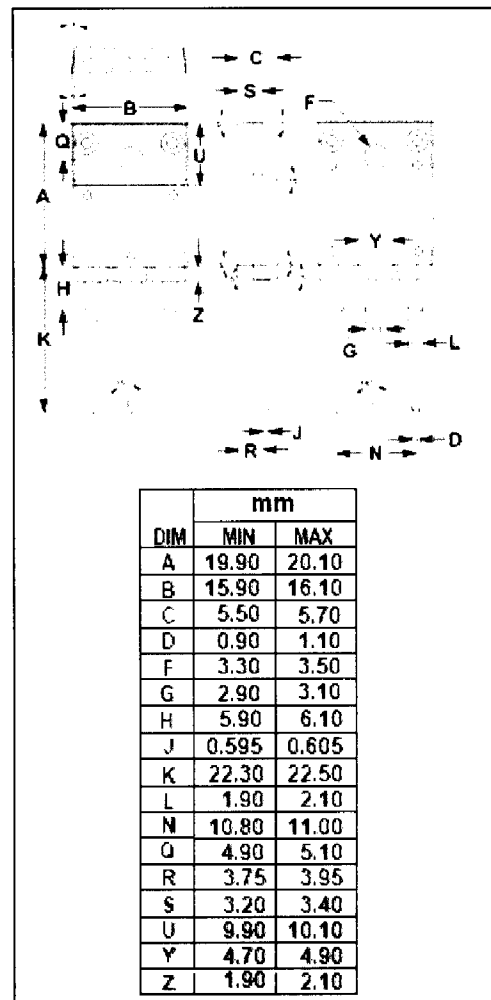 C
S
B
F
Q
U
A
Y
H
Z
K
G
L
J
D
R
N
mm
DIM MIN MAX
A 19.90 20.10
B 15.90 16.10
C 5.50 5.70
D 0.90 1.10
F 3.30 3.50
G 2.90 3.10
H 5.90 6.10
J 0.595 0.605
K 22.30 22.50
L 1.90 2.10
N 10.80 11.00
Q 4.90 5.10
R 3.75 3.95
S 3.20 3.40
U 9.90 10.10
Y 4.70 4.90
Z 1.90 2.10